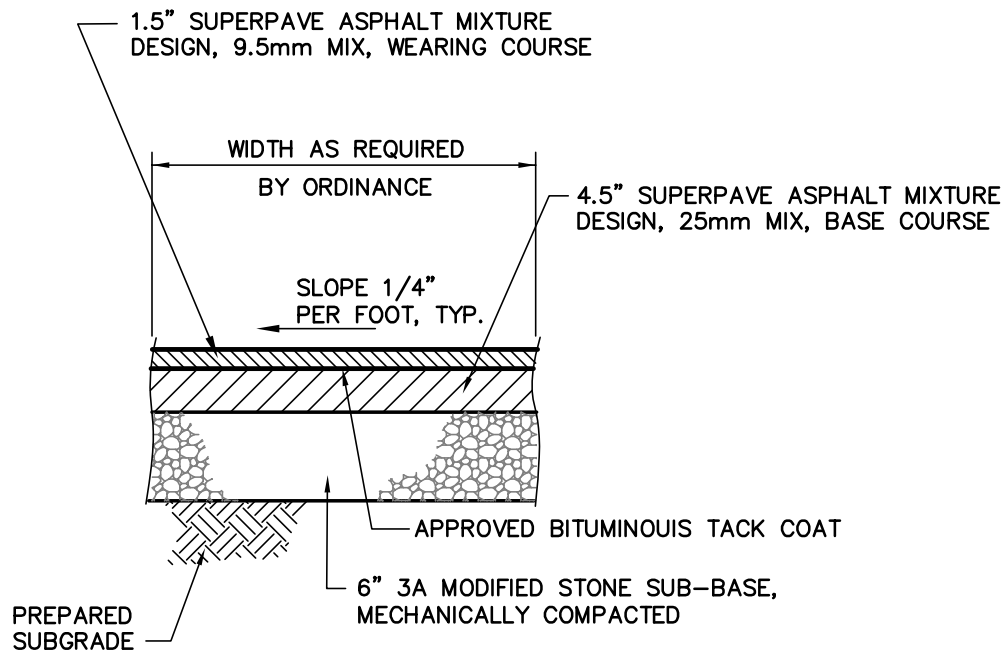 1.5" SUPERPAVE ASPHALT MIXTURE
DESIGN, 9.5mm MIX, WEARING COURSE
WIDTH AS REQUIRED
BY ORDINANCE
4.5" SUPERPAVE ASPHALT MIXTURE
DESIGN, 25mm MIX, BASE COURSE
SLOPE 1/4"
PER FOOT, TYP.
APPROVED BITUMINOUIS TACK COAT
6" 3A MODIFIED STONE SUB-BASE,
MECHANICALLY COMPACTED
PREPARED
SUBGRADE